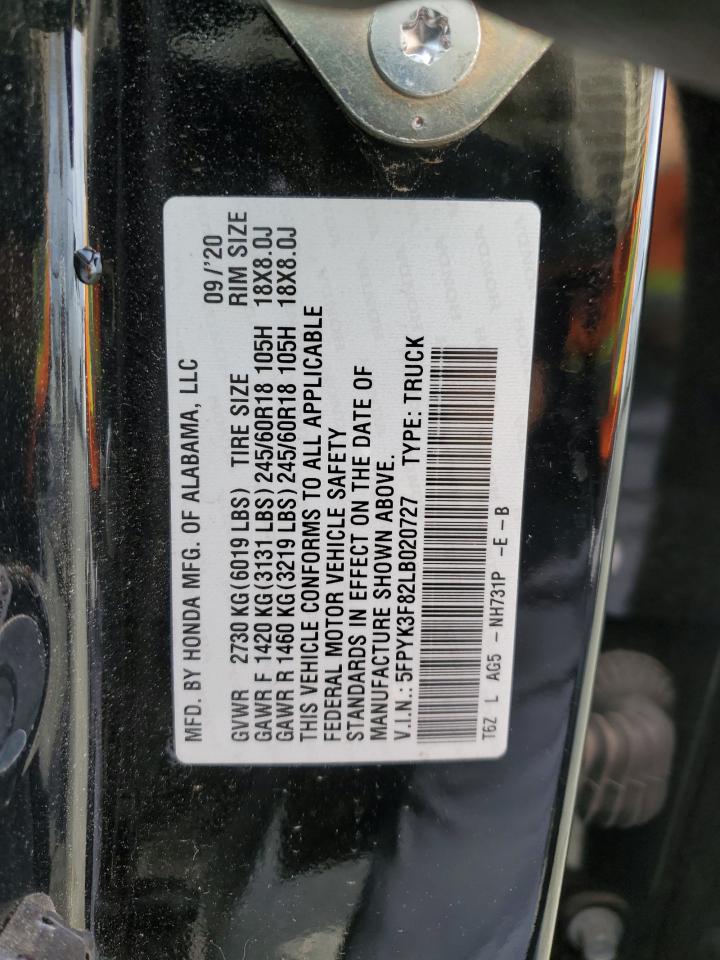 MFD. BY HONDA MFG. OF ALABAMA, LLC 09/'20
GVWR 2730 KG(6019 LBS) TIRE SIZE RIM SIZE
GAWR F 1420 KG(3131 LBS) 245/60R18 105H 18X8.0J
GAWR R 1460 KG(3219 LBS) 245/60R18 105H 18X8.0J
THIS VEHICLE CONFORMS TO ALL APPLICABLE
FEDERAL MOTOR VEHICLE SAFETY
STANDARDS IN EFFECT ON THE DATE OF
MANUFACTURE SHOWN ABOVE.
V.I.N.: 5FPYK3F82LB020727 TYPE: TRUCK
T6Z L AG5 -NH731P -E-B